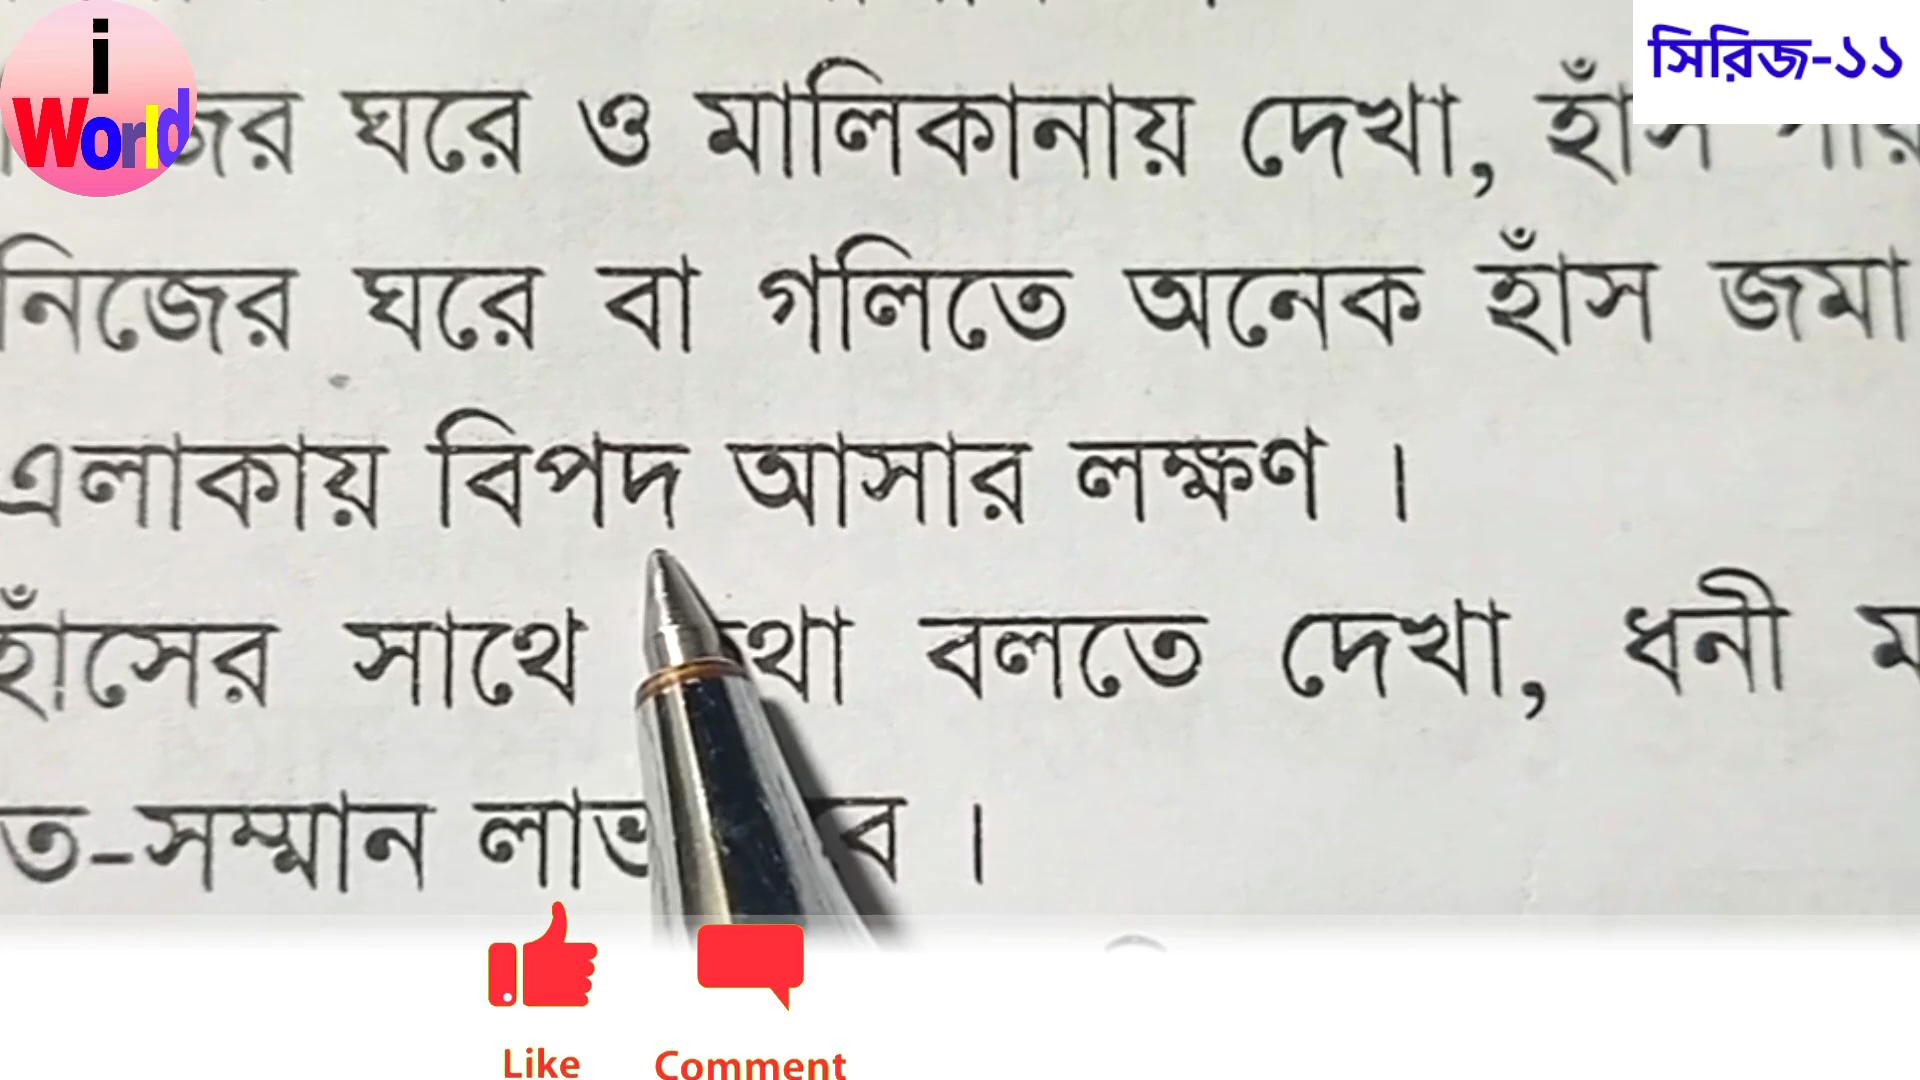 i
World
সিরিজ-১১
ঘরে ও মালিকানায় দেখা, হাঁস
নিজের ঘরে বা গলিতে অনেক হাঁস জমা
এলাকায় বিপদ আসার লক্ষণ ।
হাঁসের সাথে বলতে দেখা, ধনী
ত-সম্মান
Like
Comment